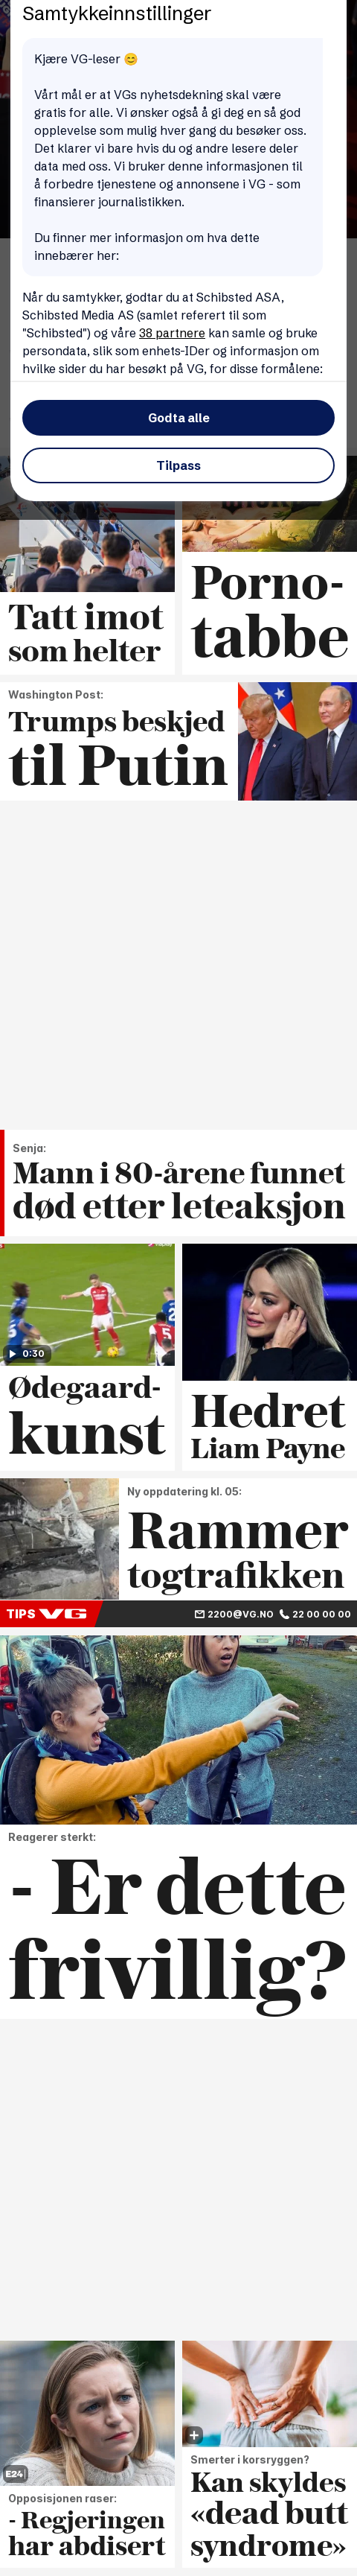 Samtykkeinnstillinger
Kjære VG-leser 😊
Vårt mål er at VGs nyhetsdekning skal være
gratis for alle. Vi ønsker også å gi deg en så god
opplevelse som mulig hver gang du besøker oss.
Det klarer vi bare hvis du og andre lesere deler
data med oss. Vi bruker denne informasjonen til
å forbedre tjenestene og annonsene i VG - som
finansierer journalistikken.
Du finner mer informasjon om hva dette
innebærer her:
Når du samtykker, godtar du at Schibsted ASA,
Schibsted Media AS (samlet referert til som
"Schibsted") og våre 38 partnere kan samle og bruke
persondata, slik som enhets-IDer og informasjon om
hvilke sider du har besøkt på VG, for disse formålene:
Godta alle
Tilpass
Tatt imot
som helter
Porno-
tabbe
Washington Post:
Trumps beskjed
til Putin
Senja:
Mann i 80-årene funnet
død etter leteaksjon
0:30
Ødegaard-
kunst
Hedret
Liam Payne
Ny oppdatering kl. 05:
Rammer
togtrafikken
TIPS VG 2200@VG.NO 22 00 00 00
Reagerer sterkt:
- Er dette
frivillig?
E24
Opposisjonen raser:
- Regjeringen
har abdisert
+
Smerter i korsryggen?
Kan skyldes
«dead butt
syndrome»